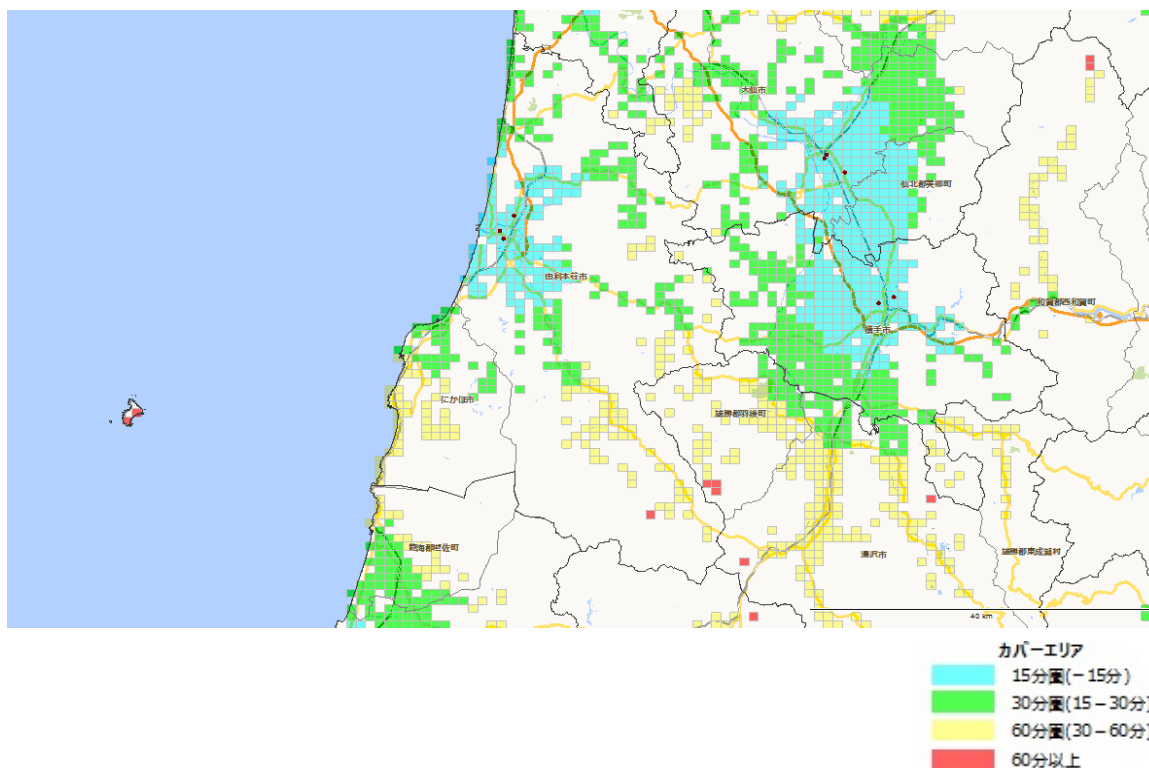 大仙市
仙北郡美郷町
由利本荘市
和賀郡西和賀町
横手市
にかほ市
雄勝郡羽後町
飽海郡遊佐町
湯沢市
雄勝郡東成瀬村
40 km
カバーエリア
15分圏(－15分)
30分圏(15－30分)
60分圏(30－60分)
60分以上